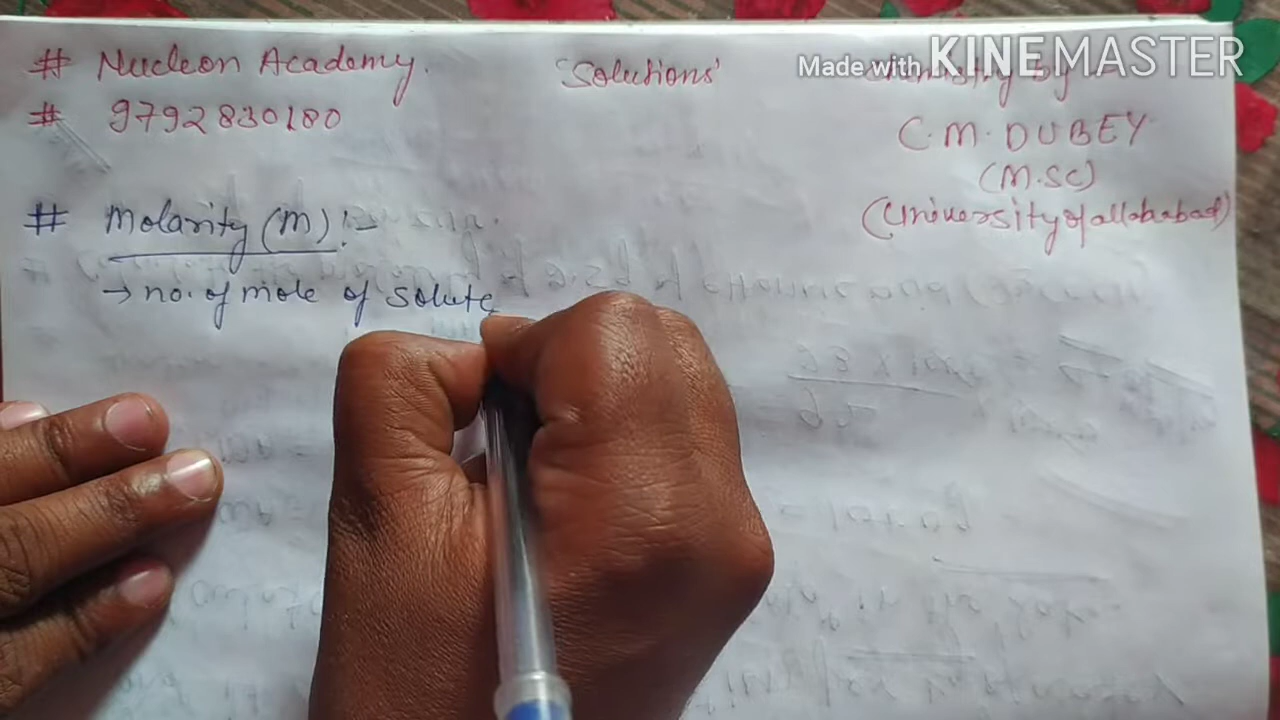 # Nucleon Academy.
'Solutions'
Made with KINEMASTER
# 9792830180
C.M. DUBEY
(M.SC)
(University of allahabad)
# Molarity (M) :-
→ no. of mole of solute